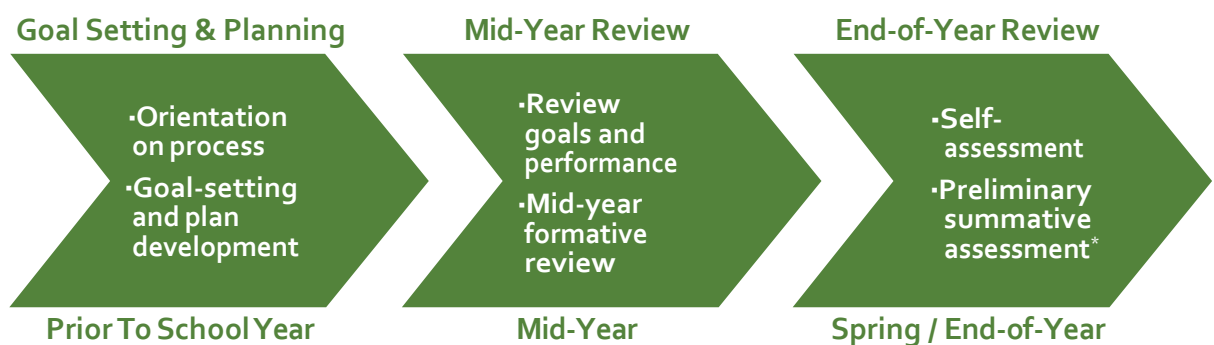 Goal Setting & Planning
▪Orientation
on process
▪Goal-setting
and plan
development
Prior To School Year
Mid-Year Review
▪Review
goals and
performance
▪Mid-year
formative
review
Mid-Year
End-of-Year Review
▪Self-
assessment
▪Preliminary
summative
assessment*
Spring / End-of-Year